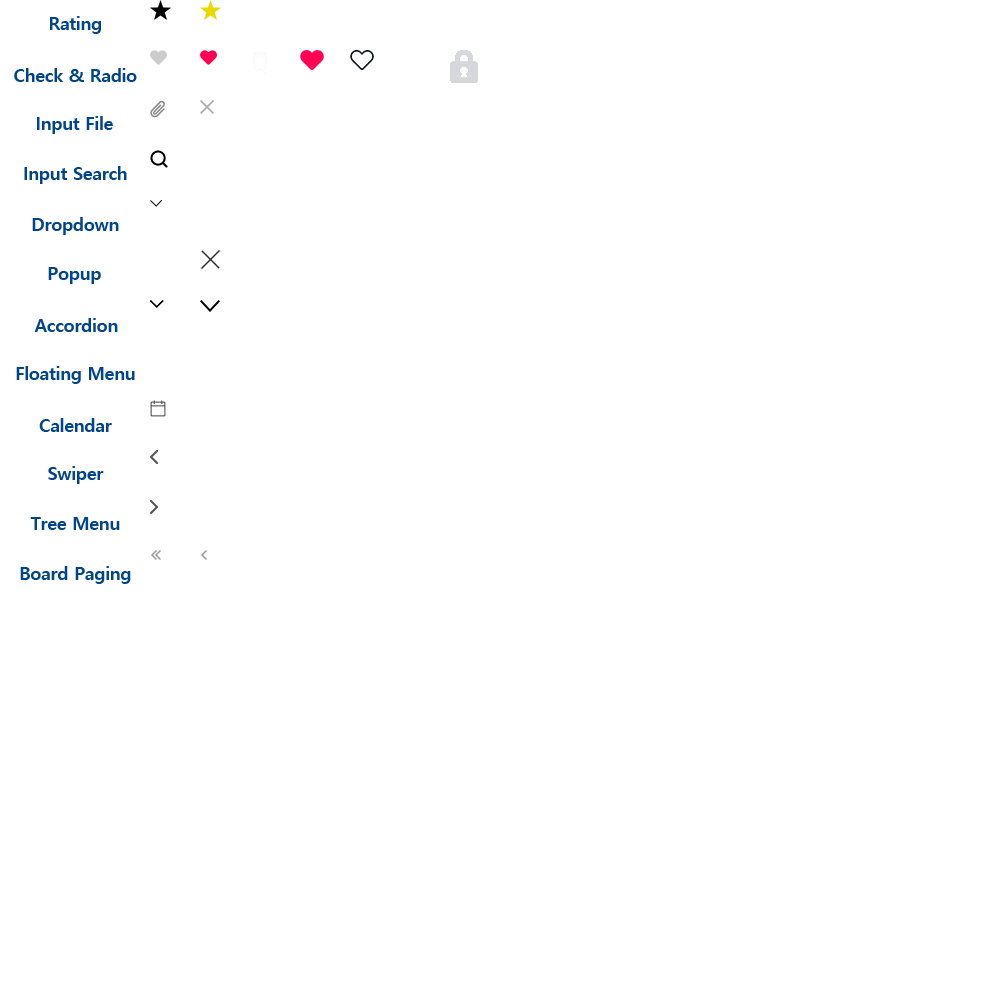 Rating
Check & Radio
Input File
Input Search
Dropdown
Popup
Accordion
Floating Menu
Calendar
Swiper
Tree Menu
Board Paging